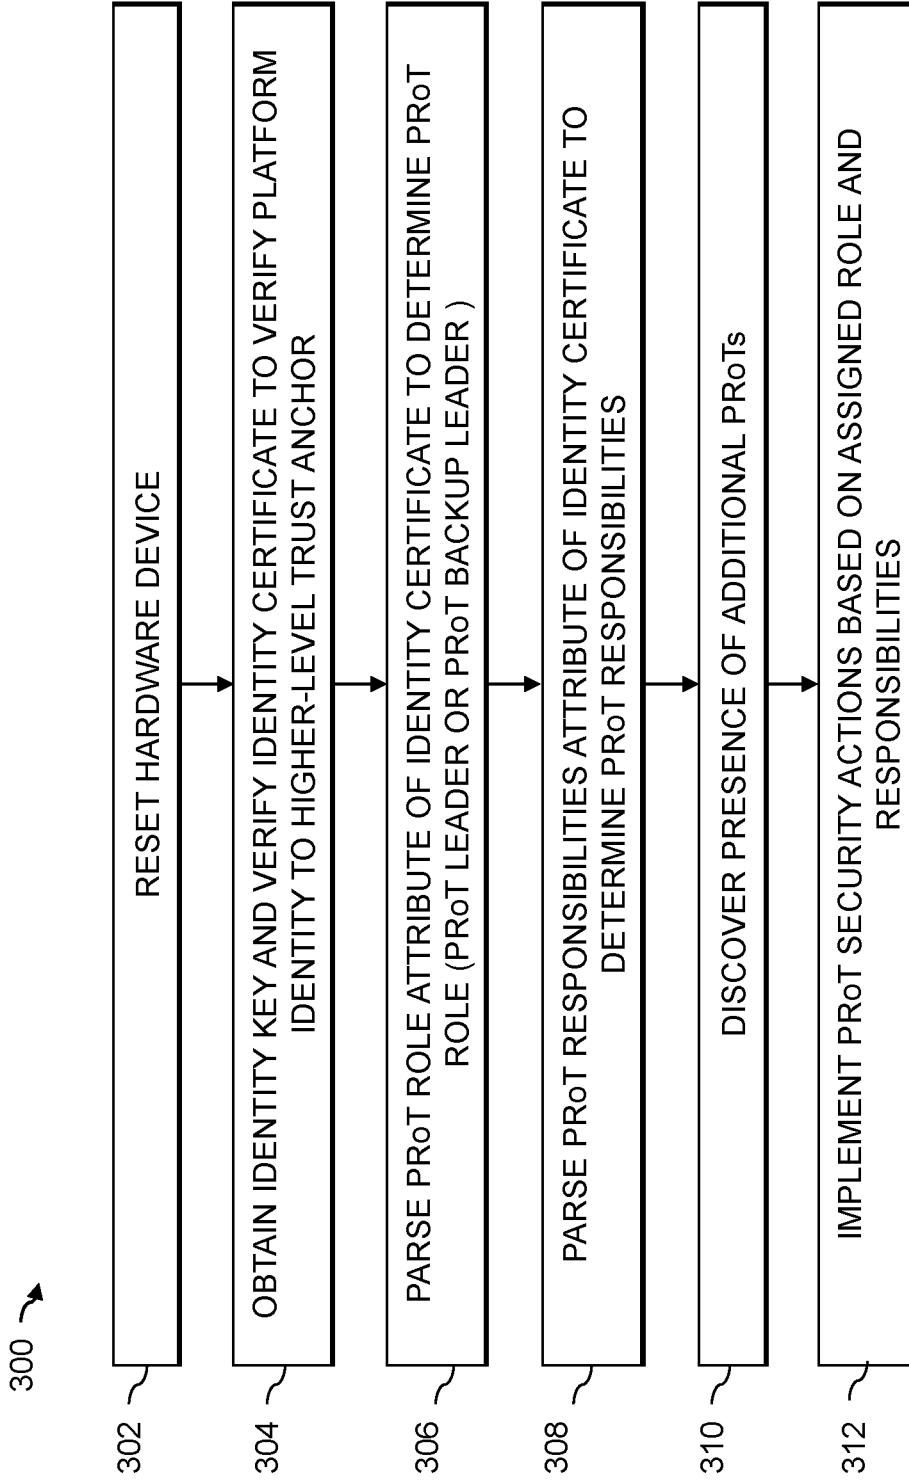 300
302
RESET HARDWARE DEVICE
304
OBTAIN IDENTITY KEY AND VERIFY IDENTITY CERTIFICATE TO VERIFY PLATFORM
IDENTITY TO HIGHER-LEVEL TRUST ANCHOR
306
PARSE PRoT ROLE ATTRIBUTE OF IDENTITY CERTIFICATE TO DETERMINE PRoT
ROLE (PRoT LEADER OR PRoT BACKUP LEADER )
308
PARSE PRoT RESPONSIBILITIES ATTRIBUTE OF IDENTITY CERTIFICATE TO
DETERMINE PRoT RESPONSIBILITIES
310
DISCOVER PRESENCE OF ADDITIONAL PRoTs
312
IMPLEMENT PRoT SECURITY ACTIONS BASED ON ASSIGNED ROLE AND
RESPONSIBILITIES